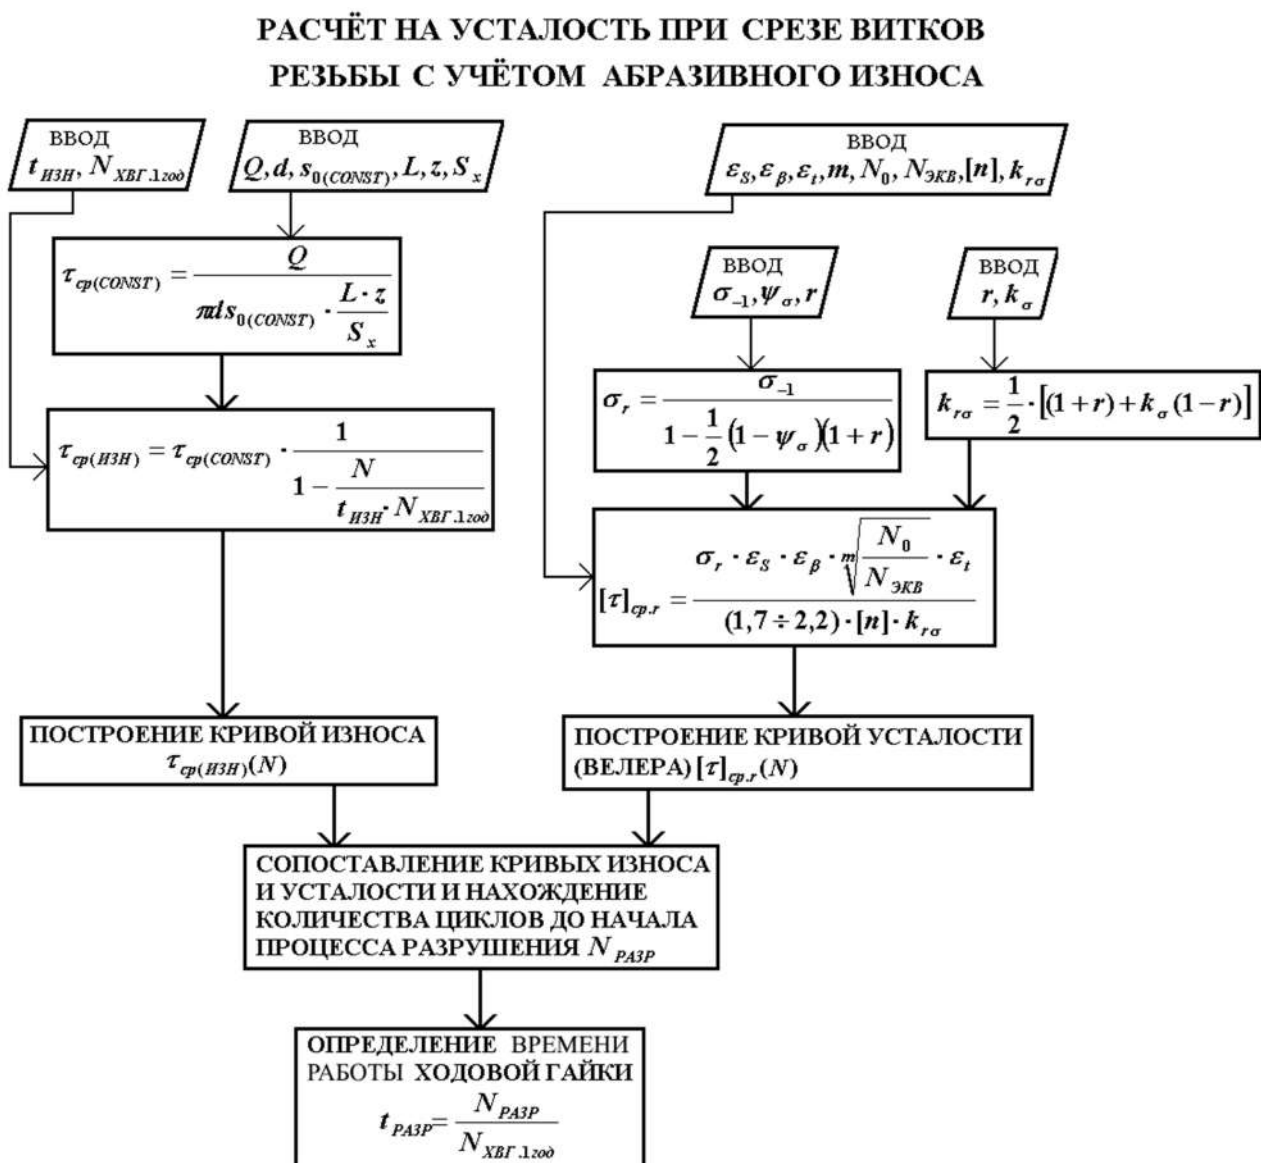 РАСЧЁТ НА УСТАЛОСТЬ ПРИ СРЕЗЕ ВИТКОВ
РЕЗЬБЫ С УЧЁТОМ АБРАЗИВНОГО ИЗНОСА
ВВОД
t_ИЗН, N_ХВГ.1год
ВВОД
Q, d, s_0(CONST), L, z, S_x
ВВОД
ε_S, ε_β, ε_t, m, N_0, N_ЭКВ, [n], k_rσ
τ_ср(CONST) = Q / (πds_0(CONST) · (L · z / S_x))
ВВОД
σ_-1, ψ_σ, r
ВВОД
r, k_σ
σ_r = σ_-1 / (1 − 1/2 (1 − ψ_σ)(1 + r))
k_rσ = 1/2 · [(1 + r) + k_σ (1 − r)]
τ_ср(ИЗН) = τ_ср(CONST) · 1 / (1 − N / (t_ИЗН · N_ХВГ.1год))
[τ]_ср.r = (σ_r · ε_S · ε_β · m√(N_0 / N_ЭКВ) · ε_t) / ((1,7 ÷ 2,2) · [n] · k_rσ)
ПОСТРОЕНИЕ КРИВОЙ ИЗНОСА
τ_ср(ИЗН)(N)
ПОСТРОЕНИЕ КРИВОЙ УСТАЛОСТИ
(ВЕЛЕРА) [τ]_ср.r(N)
СОПОСТАВЛЕНИЕ КРИВЫХ ИЗНОСА
И УСТАЛОСТИ И НАХОЖДЕНИЕ
КОЛИЧЕСТВА ЦИКЛОВ ДО НАЧАЛА
ПРОЦЕССА РАЗРУШЕНИЯ N_РАЗР
ОПРЕДЕЛЕНИЕ ВРЕМЕНИ
РАБОТЫ ХОДОВОЙ ГАЙКИ
t_РАЗР = N_РАЗР / N_ХВГ.1год